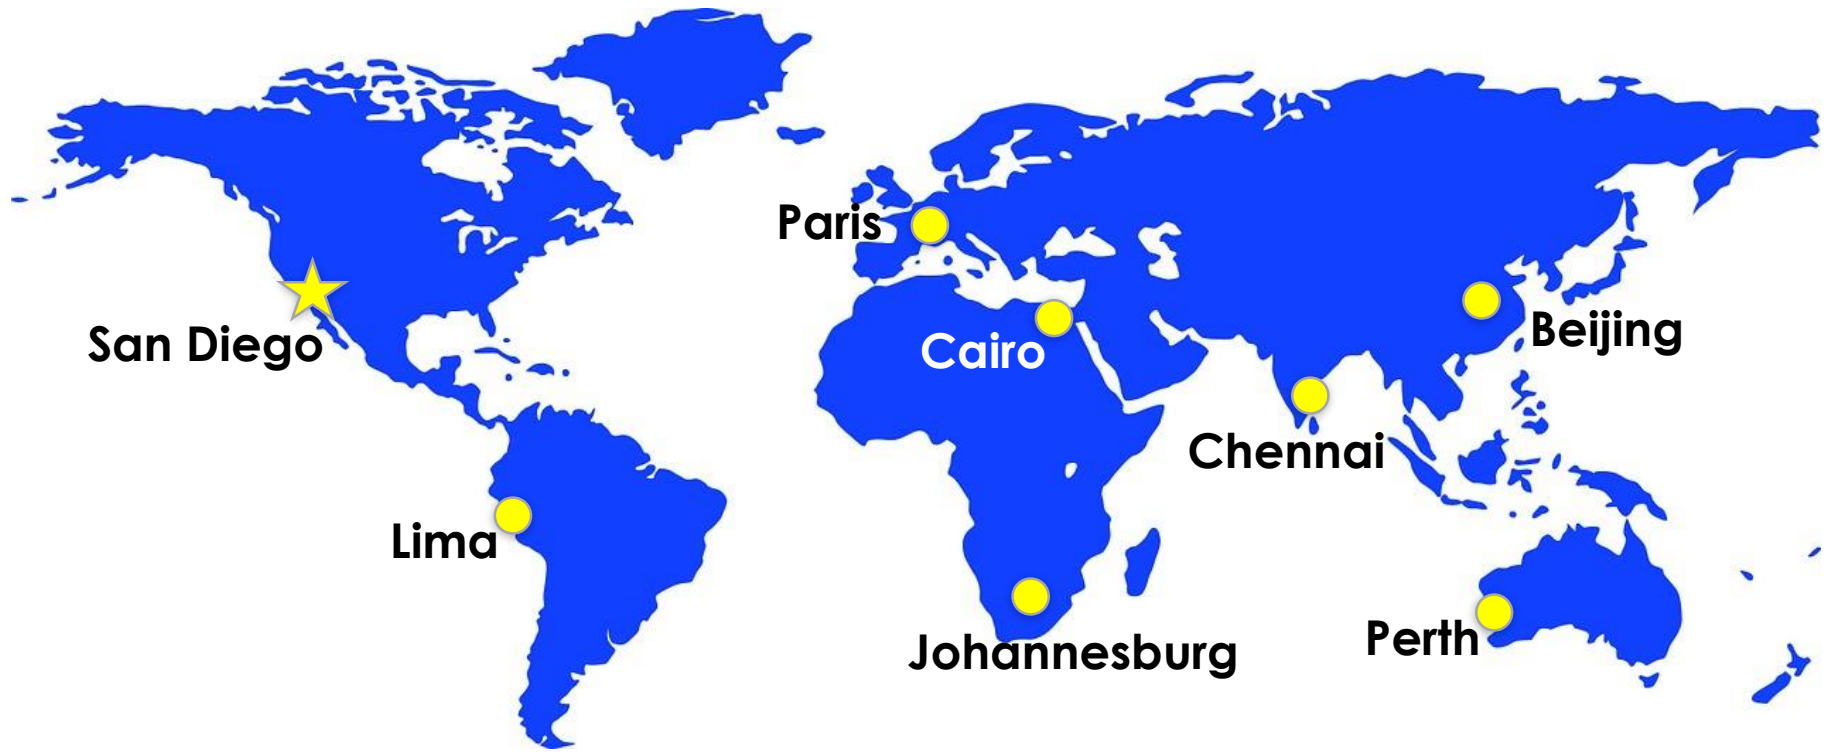 Paris
San Diego
Cairo
Beijing
Chennai
Lima
Johannesburg
Perth